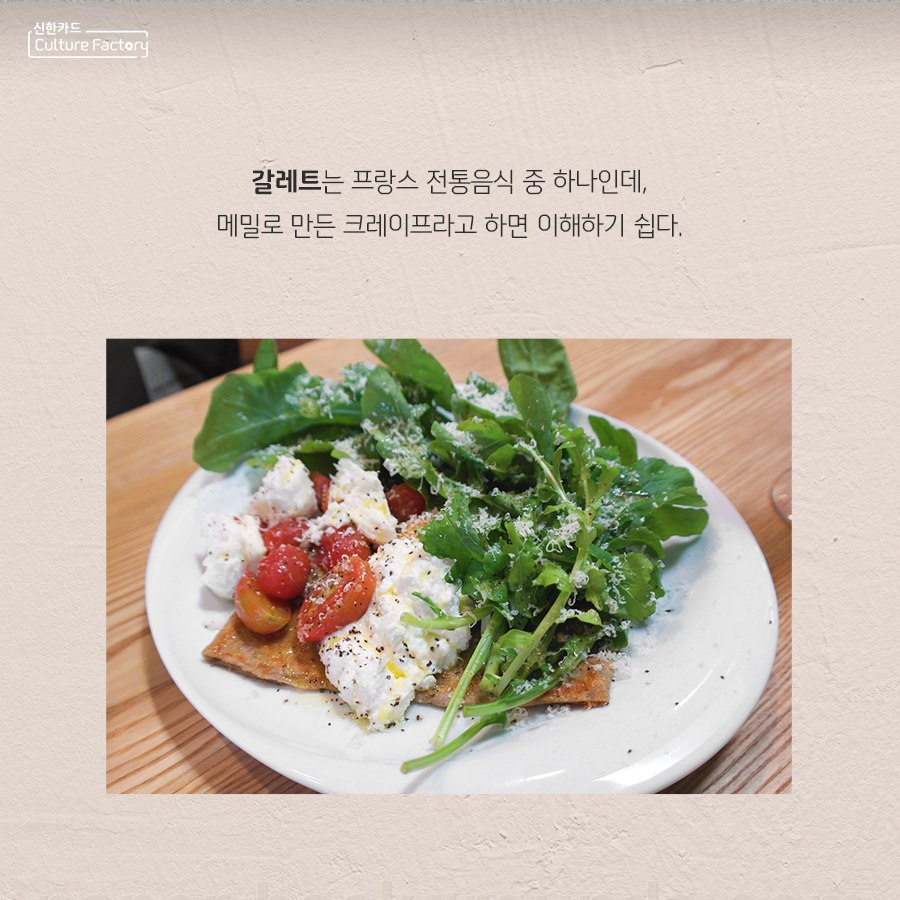 신한카드
Culture Factory
갈레트는 프랑스 전통음식 중 하나인데,
메밀로 만든 크레이프라고 하면 이해하기 쉽다.